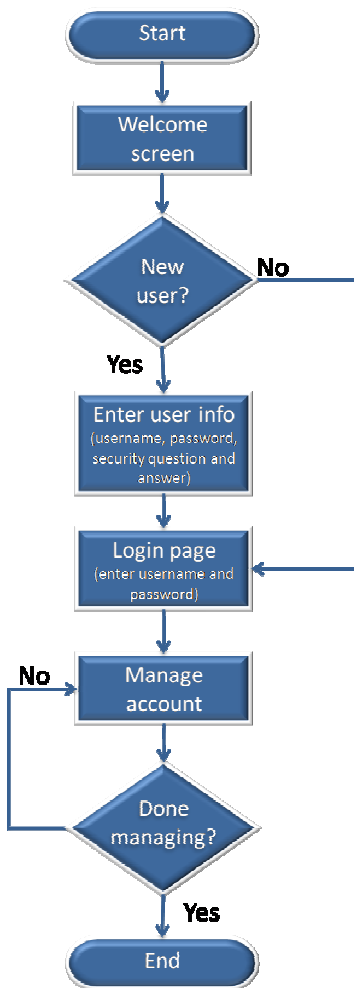 Start
Welcome
screen
New
user?
No
Yes
Enter user info
(username, password,
security question and
answer)
Login page
(enter username and
password)
No
Manage
account
Done
managing?
Yes
End